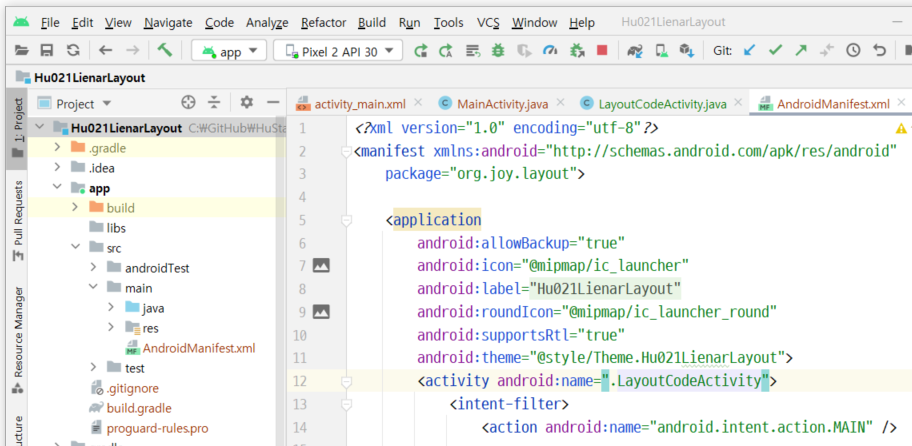 File Edit View Navigate Code Analyze Refactor Build Run Tools VCS Window Help Hu021LienarLayout
app Pixel 2 API 30 Git:
Hu021LienarLayout
1: Project
Pull Requests
Resource Manager
Project
Hu021LienarLayout C:₩GitHub₩HuSta
.gradle
.idea
app
build
libs
src
androidTest
main
java
res
AndroidManifest.xml
test
.gitignore
build.gradle
proguard-rules.pro
activity_main.xml MainActivity.java LayoutCodeActivity.java AndroidManifest.xml
1 <?xml version="1.0" encoding="utf-8"?>
2 <manifest xmlns:android="http://schemas.android.com/apk/res/android"
3 package="org.joy.layout">
4
5 <application
6 android:allowBackup="true"
7 android:icon="@mipmap/ic_launcher"
8 android:label="Hu021LienarLayout"
9 android:roundIcon="@mipmap/ic_launcher_round"
10 android:supportsRtl="true"
11 android:theme="@style/Theme.Hu021LienarLayout">
12 <activity android:name=".LayoutCodeActivity">
13 <intent-filter>
14 <action android:name="android.intent.action.MAIN" />